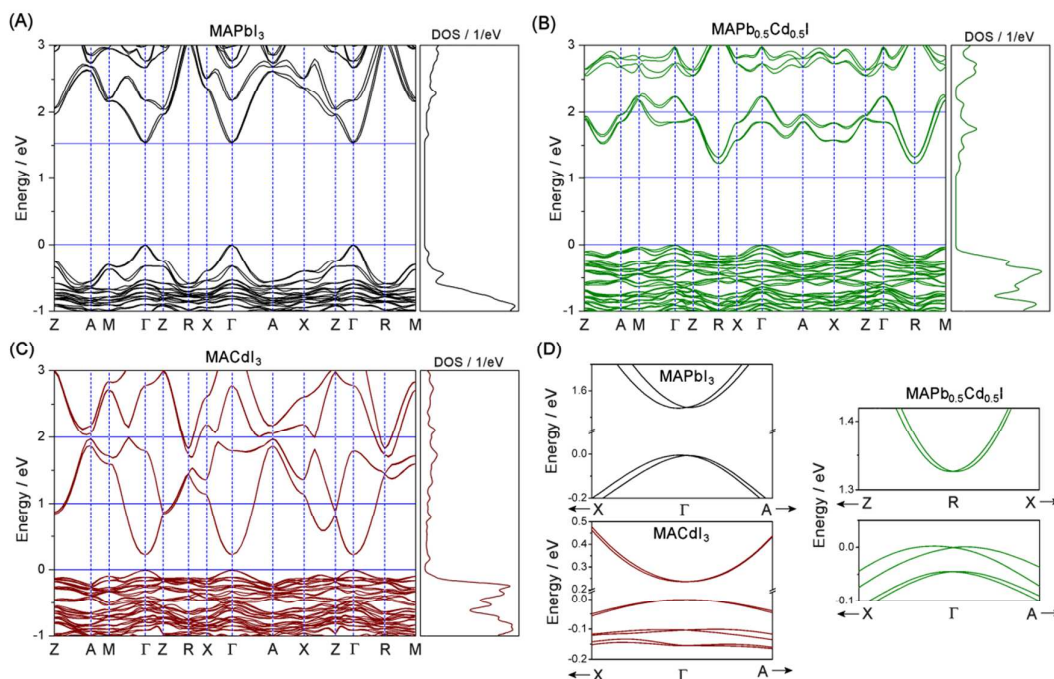 (A)
MAPbI₃
DOS / 1/eV
Energy / eV
3
2
1
0
-1
Z A M Γ Z R X Γ A X Z Γ R M
(B)
MAPb₀.₅Cd₀.₅I
DOS / 1/eV
Energy / eV
3
2
1
0
-1
Z A M Γ Z R X Γ A X Z Γ R M
(C)
MACdI₃
DOS / 1/eV
Energy / eV
3
2
1
0
-1
Z A M Γ Z R X Γ A X Z Γ R M
(D)
MAPbI₃
Energy / eV
1.6
0.0
-0.2
← X Γ A →
MACdI₃
0.5
0.4
0.3
0.2
0.0
-0.1
-0.2
← X Γ A →
MAPb₀.₅Cd₀.₅I
Energy / eV
1.4
1.3
← Z R X →
0.0
-0.1
← X Γ A →